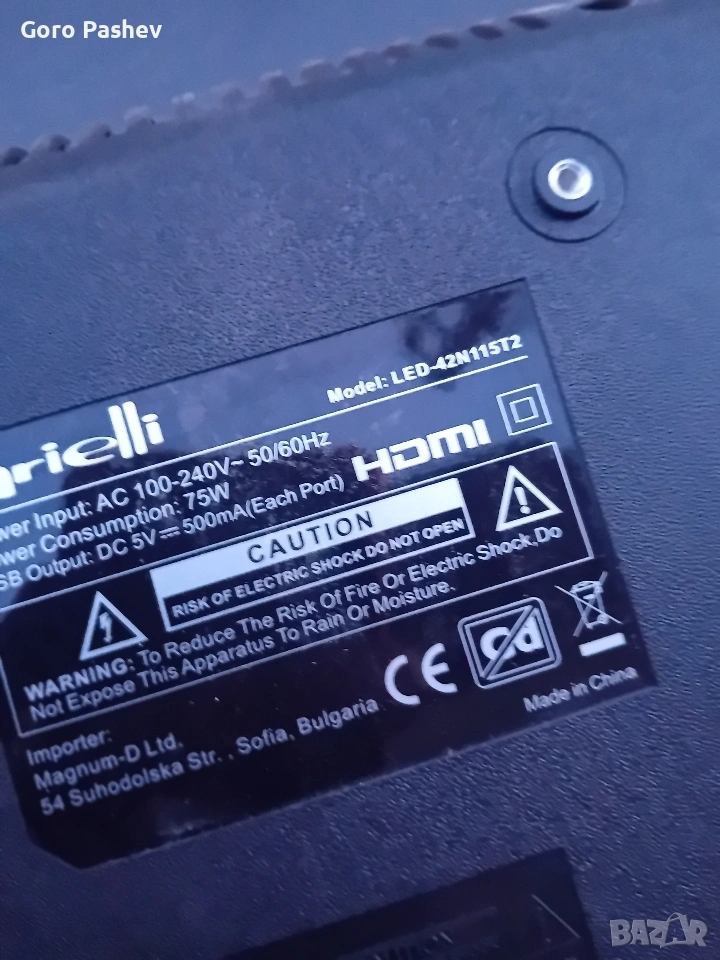 Goro Pashev
Model: LED-42N115T2
rielli
HDMI
wer Input: AC 100-240V~ 50/60Hz
ower Consumption: 75W
SB Output: DC 5V⎓500mA(Each Port)
CAUTION
RISK OF ELECTRIC SHOCK DO NOT OPEN
WARNING: To Reduce The Risk Of Fire Or Electric Shock,Do
Not Expose This Apparatus To Rain Or Moisture.
CE
Importer:
Magnum-D Ltd.
54 Suhodolska Str. , Sofia, Bulgaria
Made in China
BAZAR